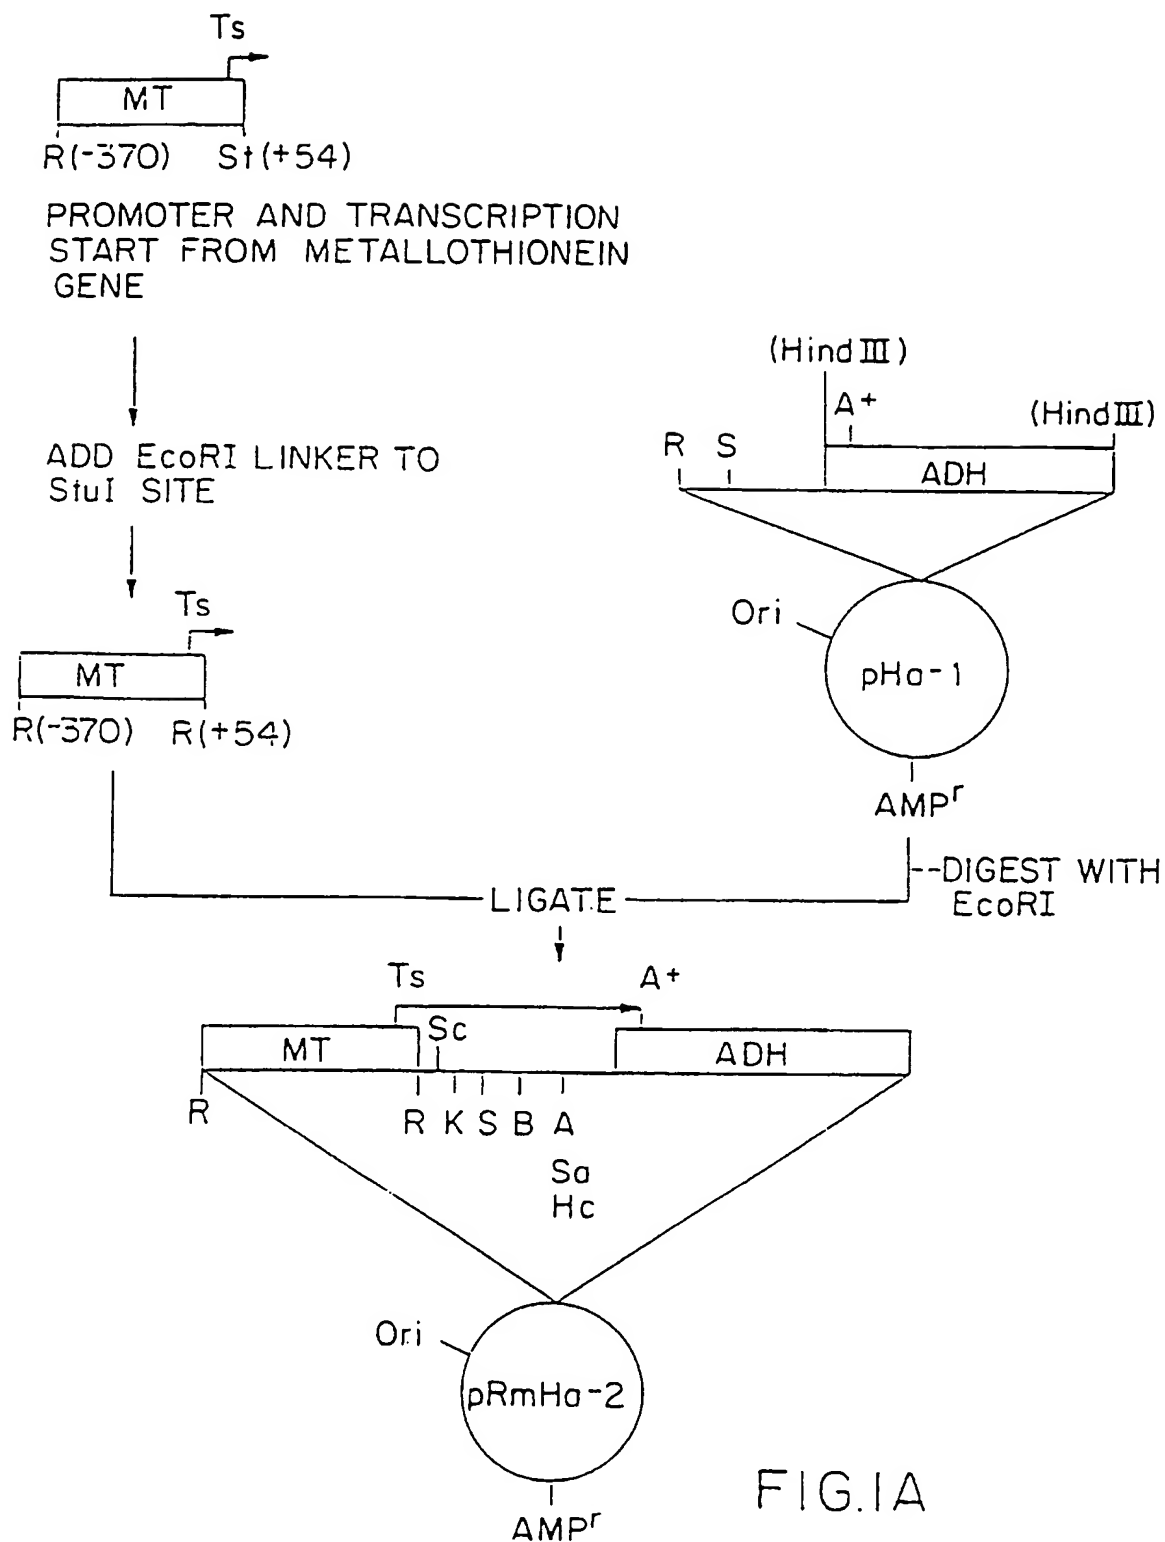 Ts
MT
R(-370) St(+54)
PROMOTER AND TRANSCRIPTION
START FROM METALLOTHIONEIN
GENE
ADD EcoRI LINKER TO
StuI SITE
Ts
MT
R(-370) R(+54)
(Hind III)
A+
(Hind III)
R S
ADH
Ori
pHa-1
AMPr
DIGEST WITH
EcoRI
LIGATE
Ts A+
Sc
MT ADH
R
R K S B A
Sa
Hc
Ori
pRmHa-2
AMPr
FIG.1A